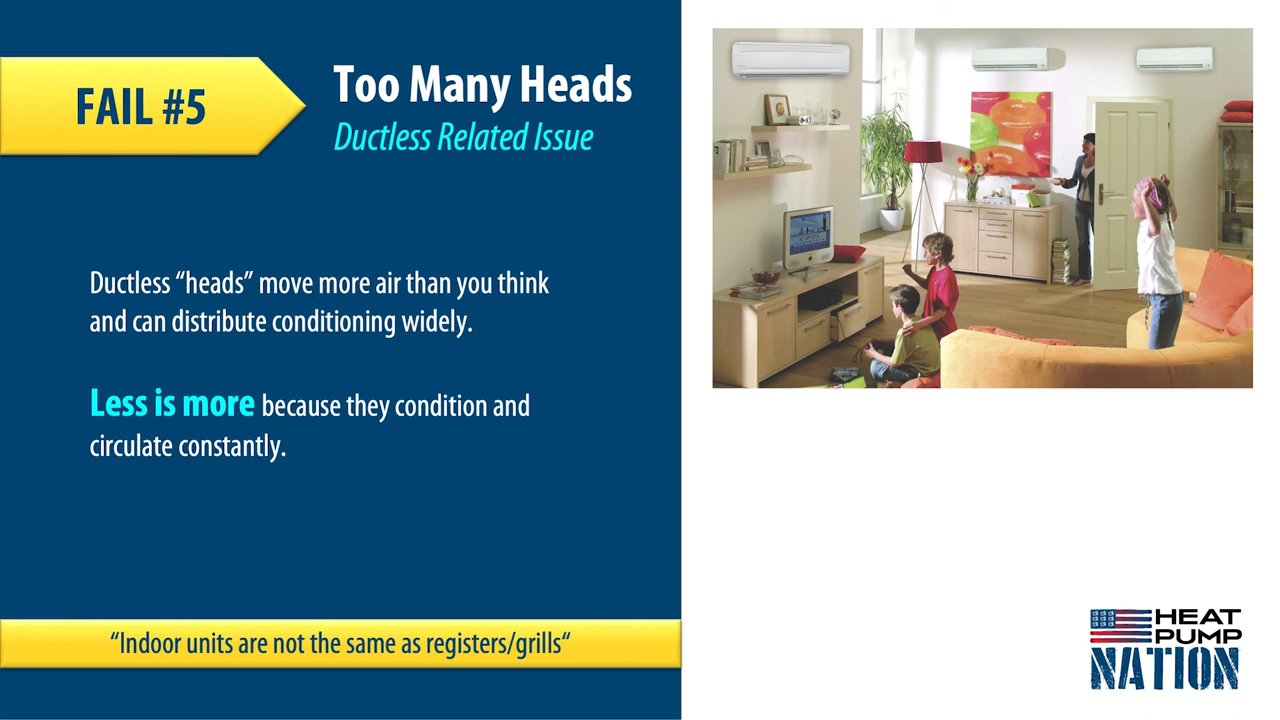 FAIL #5
Too Many Heads
Ductless Related Issue
Ductless “heads” move more air than you think
and can distribute conditioning widely.
Less is more because they condition and
circulate constantly.
“Indoor units are not the same as registers/grills“
HEAT
PUMP
NATION